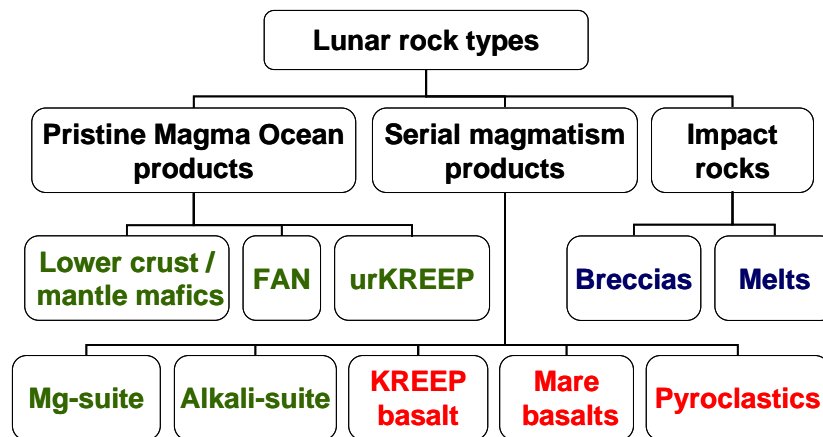 Lunar rock types
Pristine Magma Ocean
products
Serial magmatism
products
Impact
rocks
Lower crust /
mantle mafics
FAN
urKREEP
Breccias
Melts
Mg-suite
Alkali-suite
KREEP
basalt
Mare
basalts
Pyroclastics